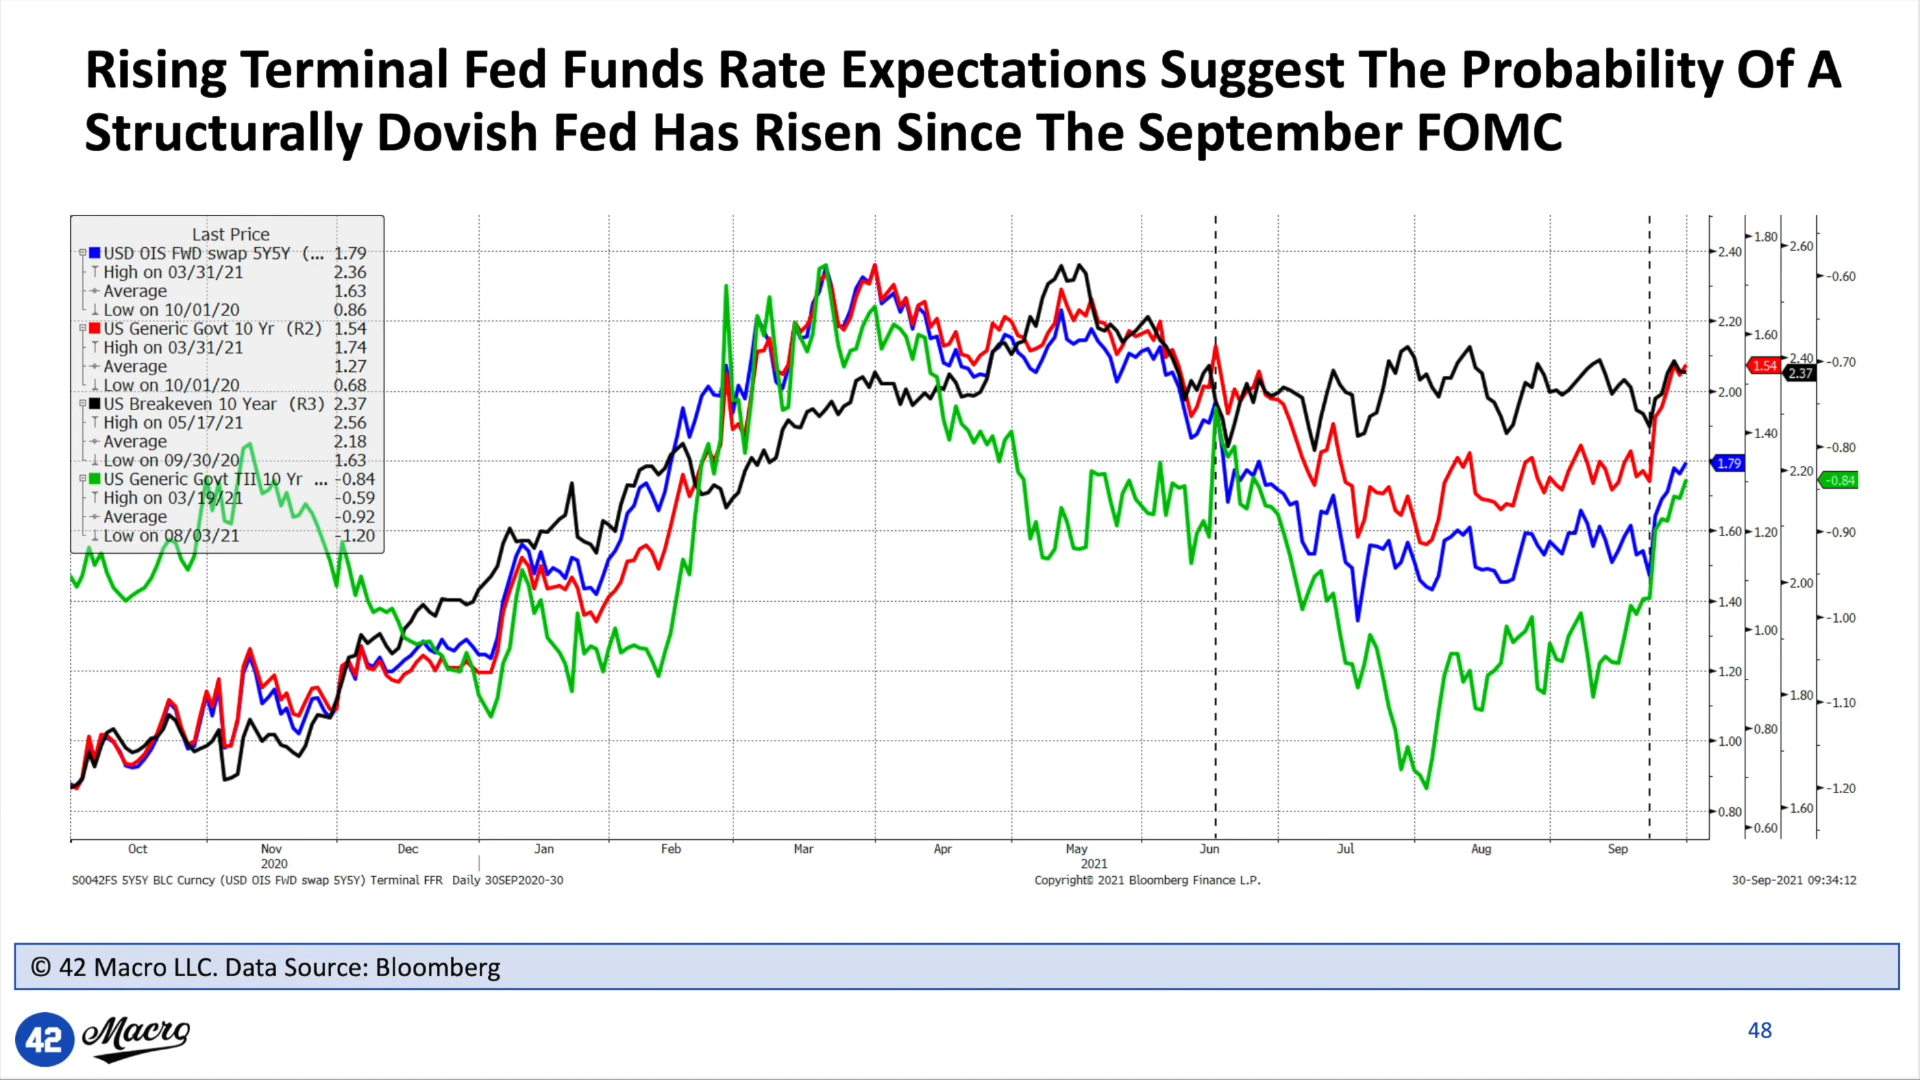 Rising Terminal Fed Funds Rate Expectations Suggest The Probability Of A
Structurally Dovish Fed Has Risen Since The September FOMC
Last Price
USD OIS FWD swap 5Y5Y (... 1.79
High on 03/31/21 2.36
Average 1.63
Low on 10/01/20 0.86
US Generic Govt 10 Yr (R2) 1.54
High on 03/31/21 1.74
Average 1.27
Low on 10/01/20 0.68
US Breakeven 10 Year (R3) 2.37
High on 05/17/21 2.56
Average 2.18
Low on 09/30/20 1.63
US Generic Govt TII 10 Yr ... -0.84
High on 03/19/21 -0.59
Average -0.92
Low on 08/03/21 -1.20
2.40
2.20
2.00
1.79
1.60
1.40
1.20
1.00
0.80
1.80
1.60
1.54
1.40
1.20
1.00
0.80
0.60
2.60
2.40
2.37
2.20
2.00
1.80
1.60
-0.60
-0.70
-0.80
-0.84
-0.90
-1.00
-1.10
-1.20
Oct Nov Dec Jan Feb Mar Apr May Jun Jul Aug Sep
2020 2021
S0042FS 5Y5Y BLC Curncy (USD OIS FWD swap 5Y5Y) Terminal FFR Daily 30SEP2020-30
Copyright© 2021 Bloomberg Finance L.P.
30-Sep-2021 09:34:12
© 42 Macro LLC. Data Source: Bloomberg
42 Macro
48